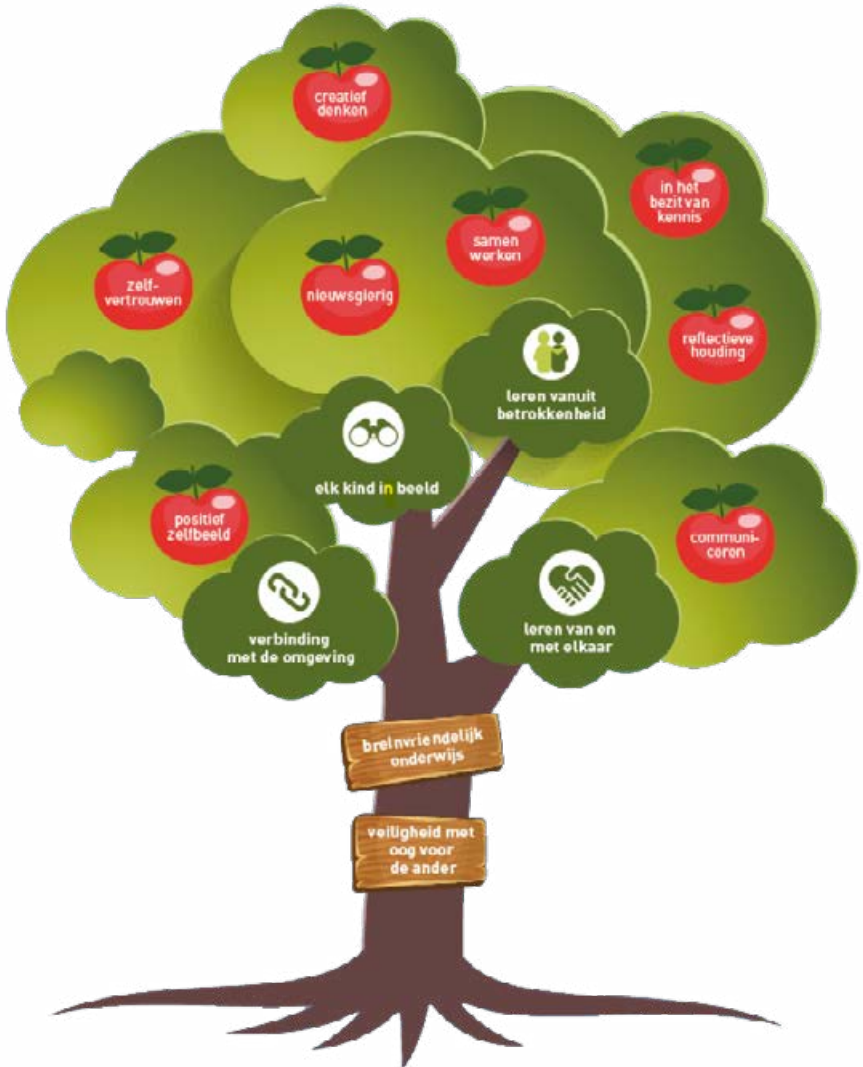 creatief
denken
in het
bezit van
kennis
samen
werken
zelf-
vertrouwen
nieuwsgierig
reflectieve
houding
leren vanuit
betrokkenheid
elk kind in beeld
positief
zelfbeeld
communi-
ceren
verbinding
met de omgeving
leren van en
met elkaar
breinvriendelijk
onderwijs
veiligheid met
oog voor
de ander